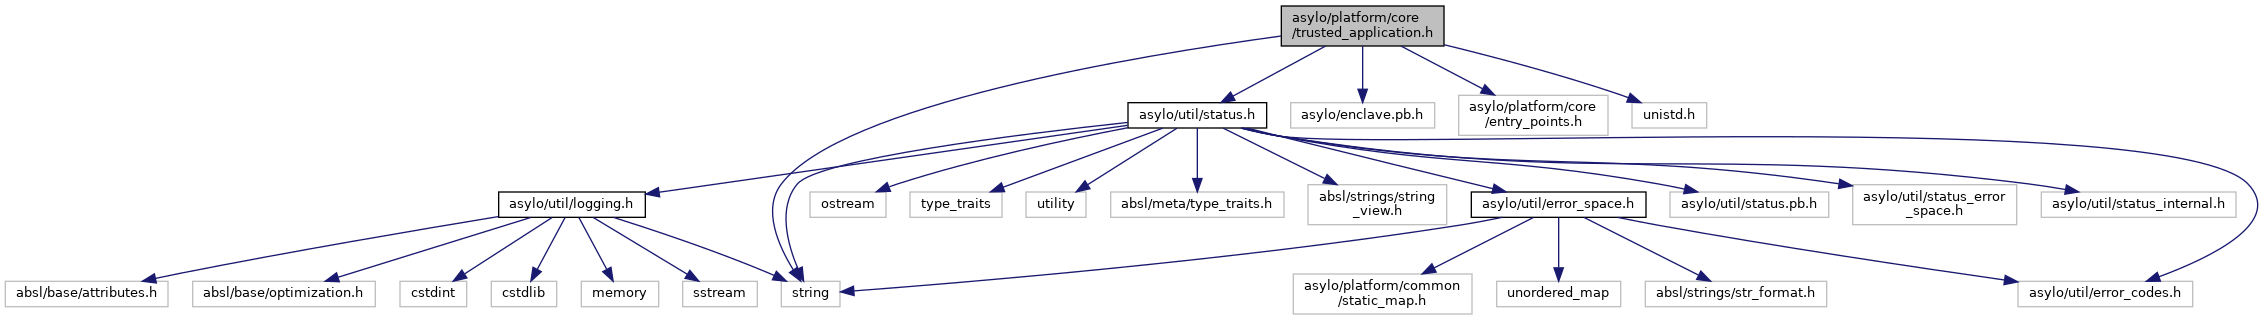 asylo/platform/core
/trusted_application.h
asylo/util/status.h
asylo/enclave.pb.h
asylo/platform/core
/entry_points.h
unistd.h
asylo/util/logging.h
ostream
type_traits
utility
absl/meta/type_traits.h
absl/strings/string
_view.h
asylo/util/error_space.h
asylo/util/status.pb.h
asylo/util/status_error
_space.h
asylo/util/status_internal.h
absl/base/attributes.h
absl/base/optimization.h
cstdint
cstdlib
memory
sstream
string
asylo/platform/common
/static_map.h
unordered_map
absl/strings/str_format.h
asylo/util/error_codes.h